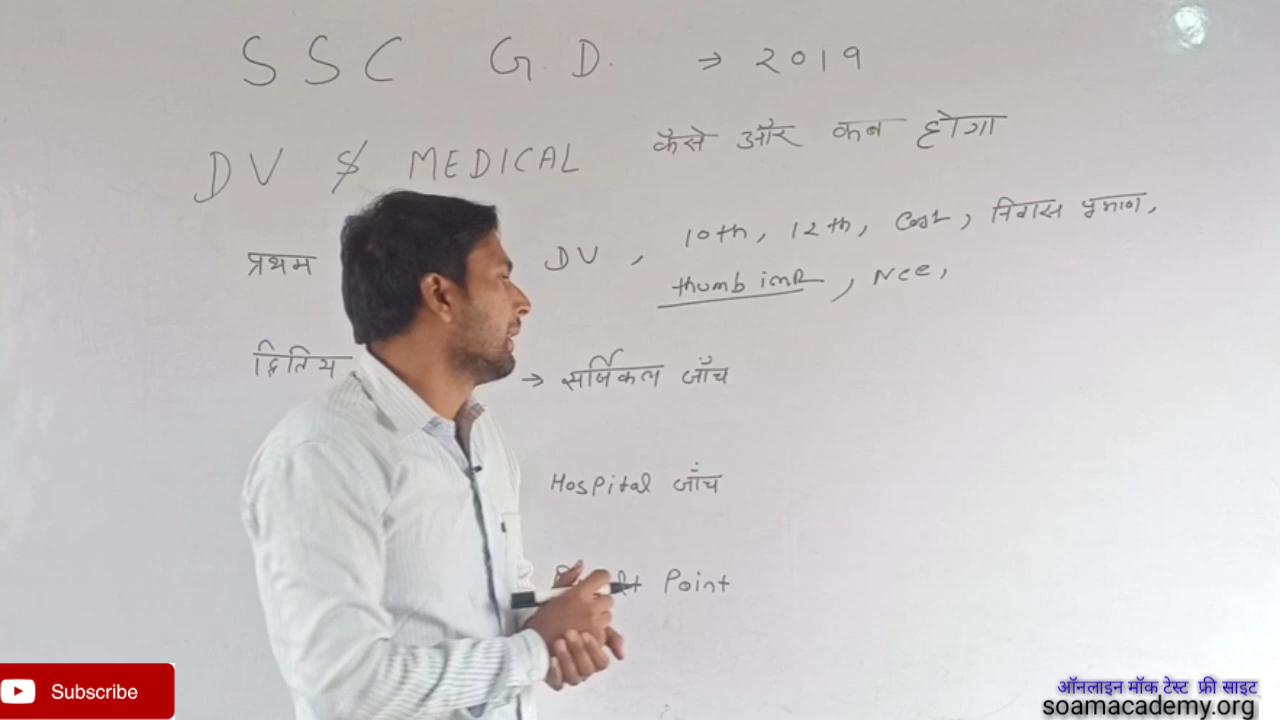 SSC G.D. → 2019
DV & MEDICAL कैसे और कब होगा
प्रथम DV, 10th, 12th, Cast, निवास प्रमाण,
thumb imp, Ncc,
द्वितिय → सर्जिकल जाँच
Hospital जाँच
Point
Subscribe
ऑनलाइन मॉक टेस्ट फ्री साइट
soamacademy.org